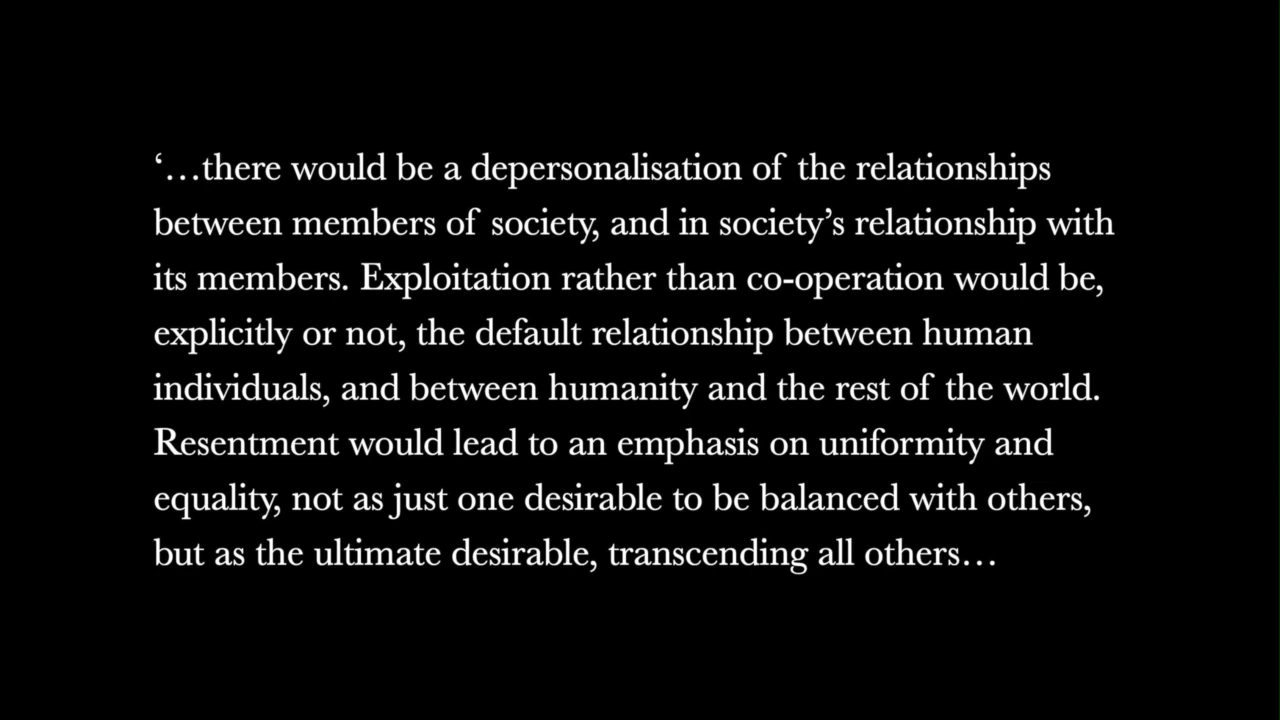 ‘…there would be a depersonalisation of the relationships
between members of society, and in society’s relationship with
its members. Exploitation rather than co-operation would be,
explicitly or not, the default relationship between human
individuals, and between humanity and the rest of the world.
Resentment would lead to an emphasis on uniformity and
equality, not as just one desirable to be balanced with others,
but as the ultimate desirable, transcending all others…